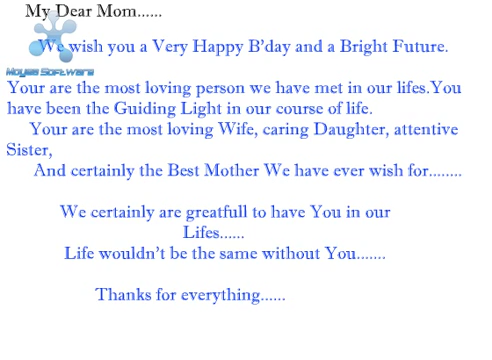 My Dear Mom......
We wish you a Very Happy B'day and a Bright Future.
Moyea Software
Your are the most loving person we have met in our lifes.You
have been the Guiding Light in our course of life.
Your are the most loving Wife, caring Daughter, attentive
Sister,
And certainly the Best Mother We have ever wish for........
We certainly are greatfull to have You in our
Lifes......
Life wouldn't be the same without You.......
Thanks for everything......